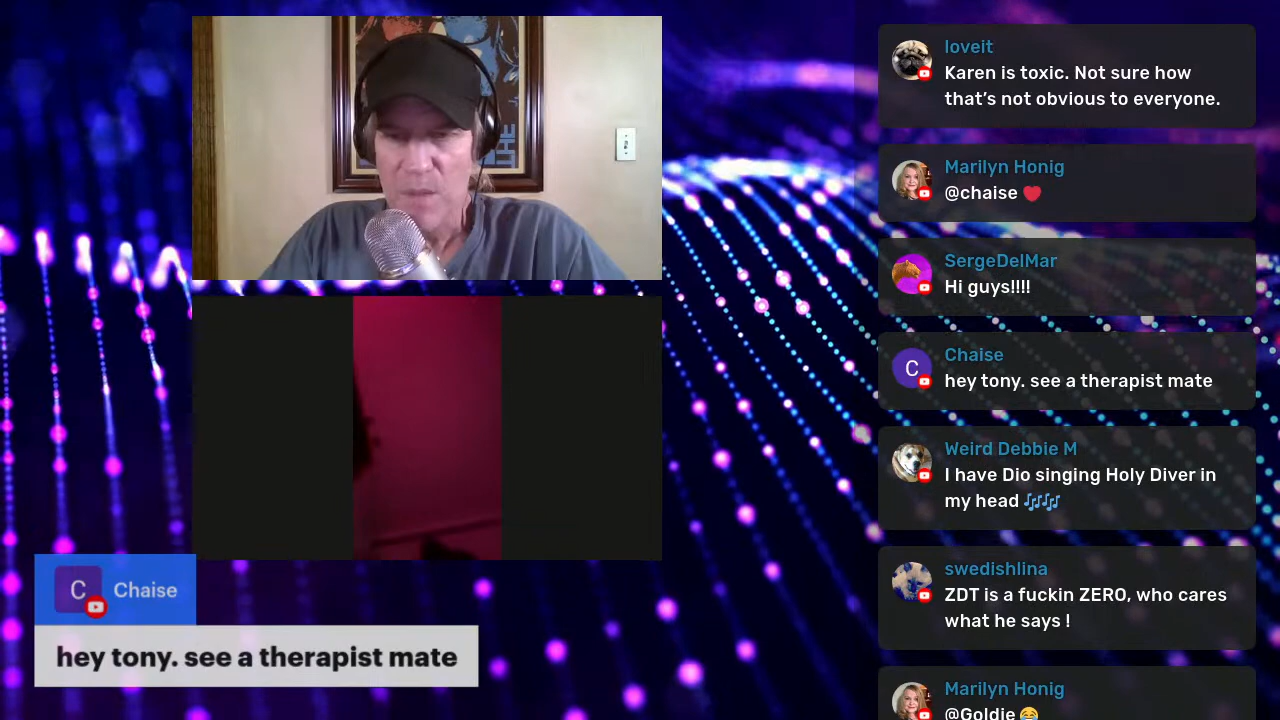 loveit
Karen is toxic. Not sure how
that’s not obvious to everyone.
Marilyn Honig
@chaise ❤️
SergeDelMar
Hi guys!!!!
C
Chaise
hey tony. see a therapist mate
Weird Debbie M
I have Dio singing Holy Diver in
my head 🎶🎶
swedishlina
ZDT is a fuckin ZERO, who cares
what he says !
Marilyn Honig
@Goldie 😂
C
Chaise
hey tony. see a therapist mate